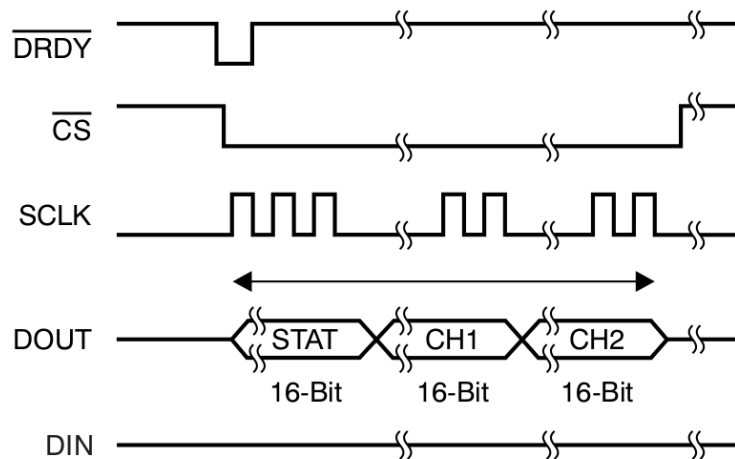 DRDY
CS
SCLK
DOUT STAT CH1 CH2
16-Bit 16-Bit 16-Bit
DIN